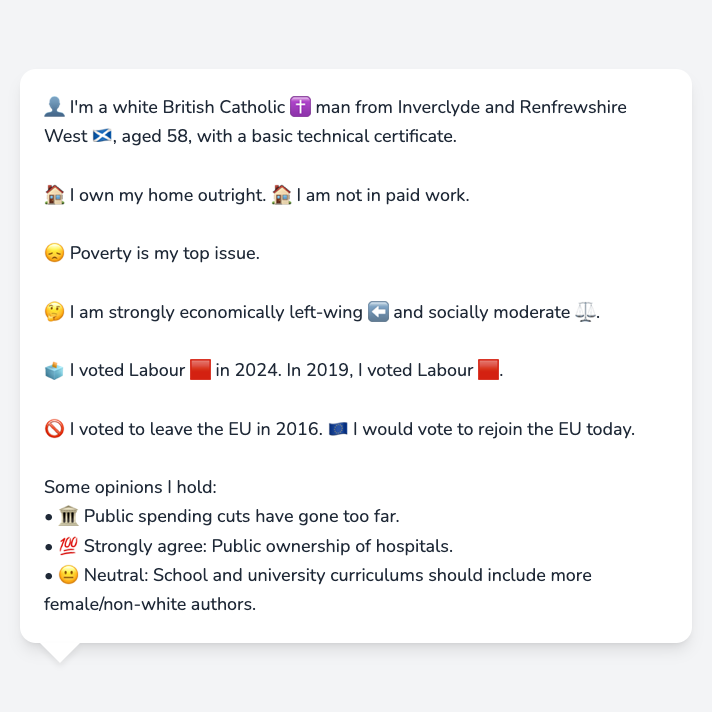 👤 I'm a white British Catholic ✝️ man from Inverclyde and Renfrewshire
West 🏴󠁧󠁢󠁳󠁣󠁴󠁿, aged 58, with a basic technical certificate.
🏠 I own my home outright. 🏠 I am not in paid work.
😞 Poverty is my top issue.
🤔 I am strongly economically left-wing ⬅️ and socially moderate ⚖️.
🗳️ I voted Labour 🟥 in 2024. In 2019, I voted Labour 🟥.
🚫 I voted to leave the EU in 2016. 🇪🇺 I would vote to rejoin the EU today.
Some opinions I hold:
• 🏛️ Public spending cuts have gone too far.
• 💯 Strongly agree: Public ownership of hospitals.
• 😐 Neutral: School and university curriculums should include more
female/non-white authors.